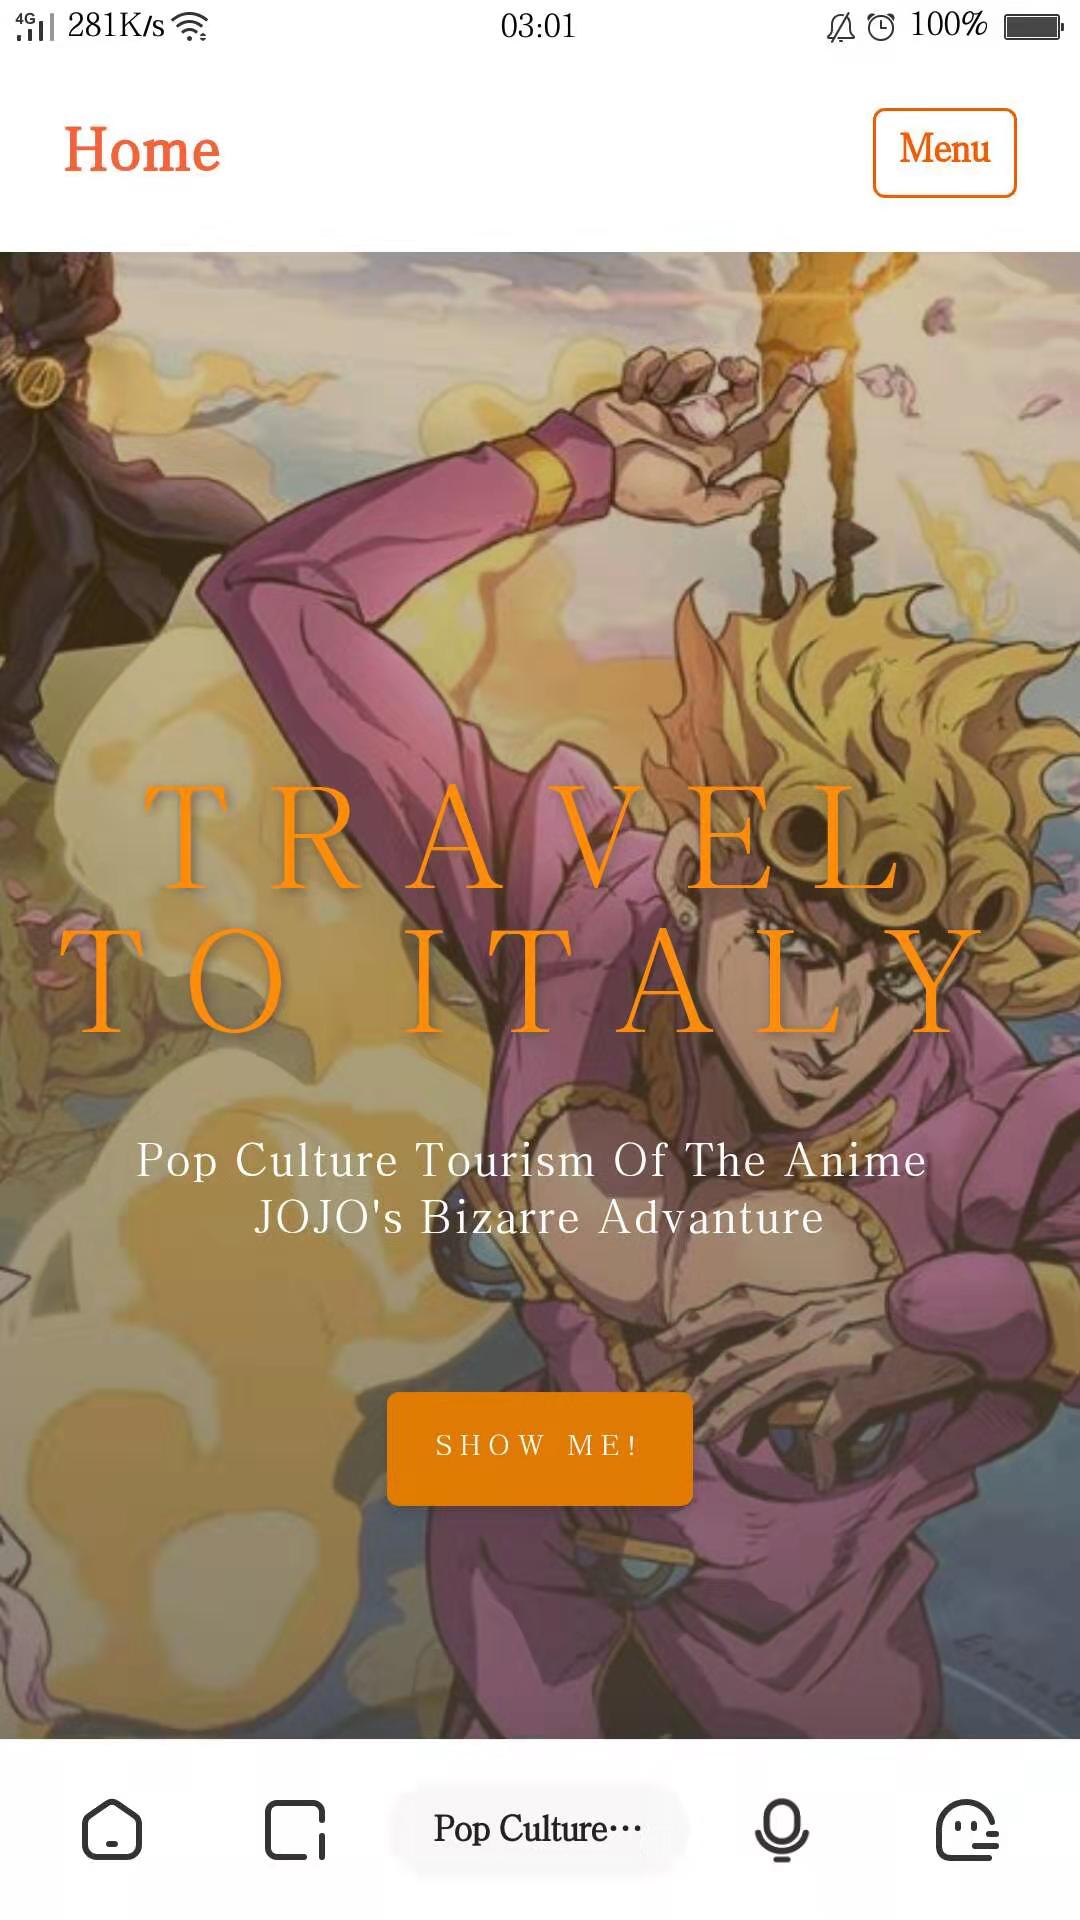 4G 281K/s 03:01 100%
Home
Menu
TRAVEL
TO ITALY
Pop Culture Tourism Of The Anime
JOJO's Bizarre Advanture
SHOW ME!
Pop Culture···